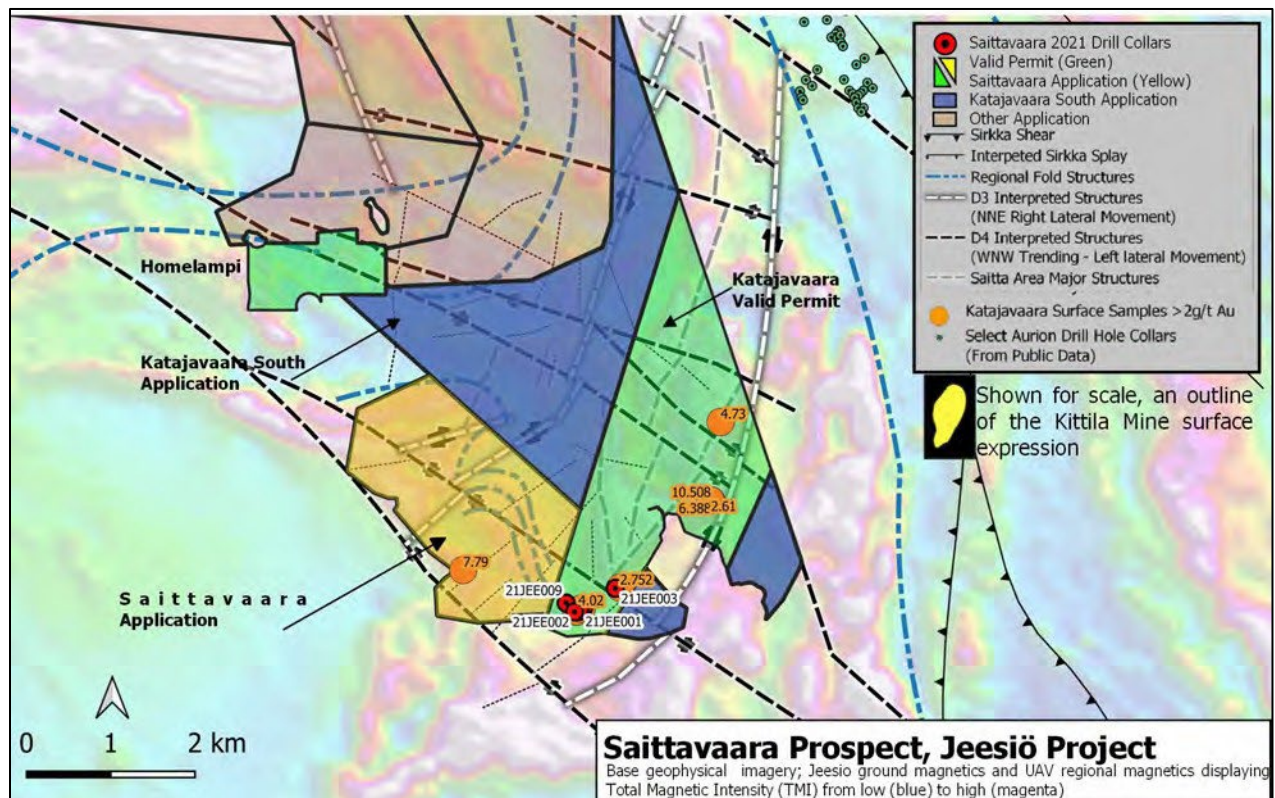 Saittavaara 2021 Drill Collars
Valid Permit (Green)
Saittavaara Application (Yellow)
Katajavaara South Application
Other Application
Sirkka Shear
Interpeted Sirkka Splay
Regional Fold Structures
D3 Interpreted Structures
(NNE Right Lateral Movement)
D4 Interpreted Structures
(WNW Trending - Left lateral Movement)
Saitta Area Major Structures
Katajavaara Surface Samples >2g/t Au
Select Aurion Drill Hole Collars
(From Public Data)
Shown for scale, an outline
of the Kittila Mine surface
expression
Homelampi
Katajavaara
Valid Permit
Katajavaara South
Application
4.73
10.508
6.388
2.61
7.79
2.752
21JEE009
4.02
21JEE003
21JEE002
21JEE001
Saittavaara
Application
0 1 2 km
Saittavaara Prospect, Jeesiö Project
Base geophysical imagery; Jeesio ground magnetics and UAV regional magnetics displaying
Total Magnetic Intensity (TMI) from low (blue) to high (magenta)